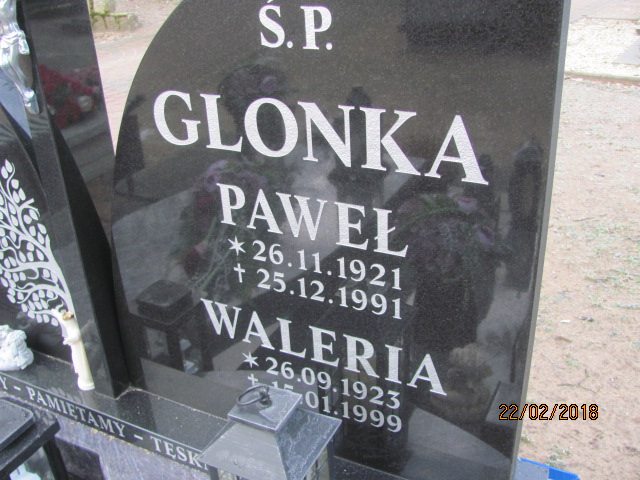 Ś.P.
GLONKA
PAWEŁ
* 26.11.1921
† 25.12.1991
WALERIA
* 26.09.1923
† 15.01.1999
- PAMIĘTAMY -
22/02/2018